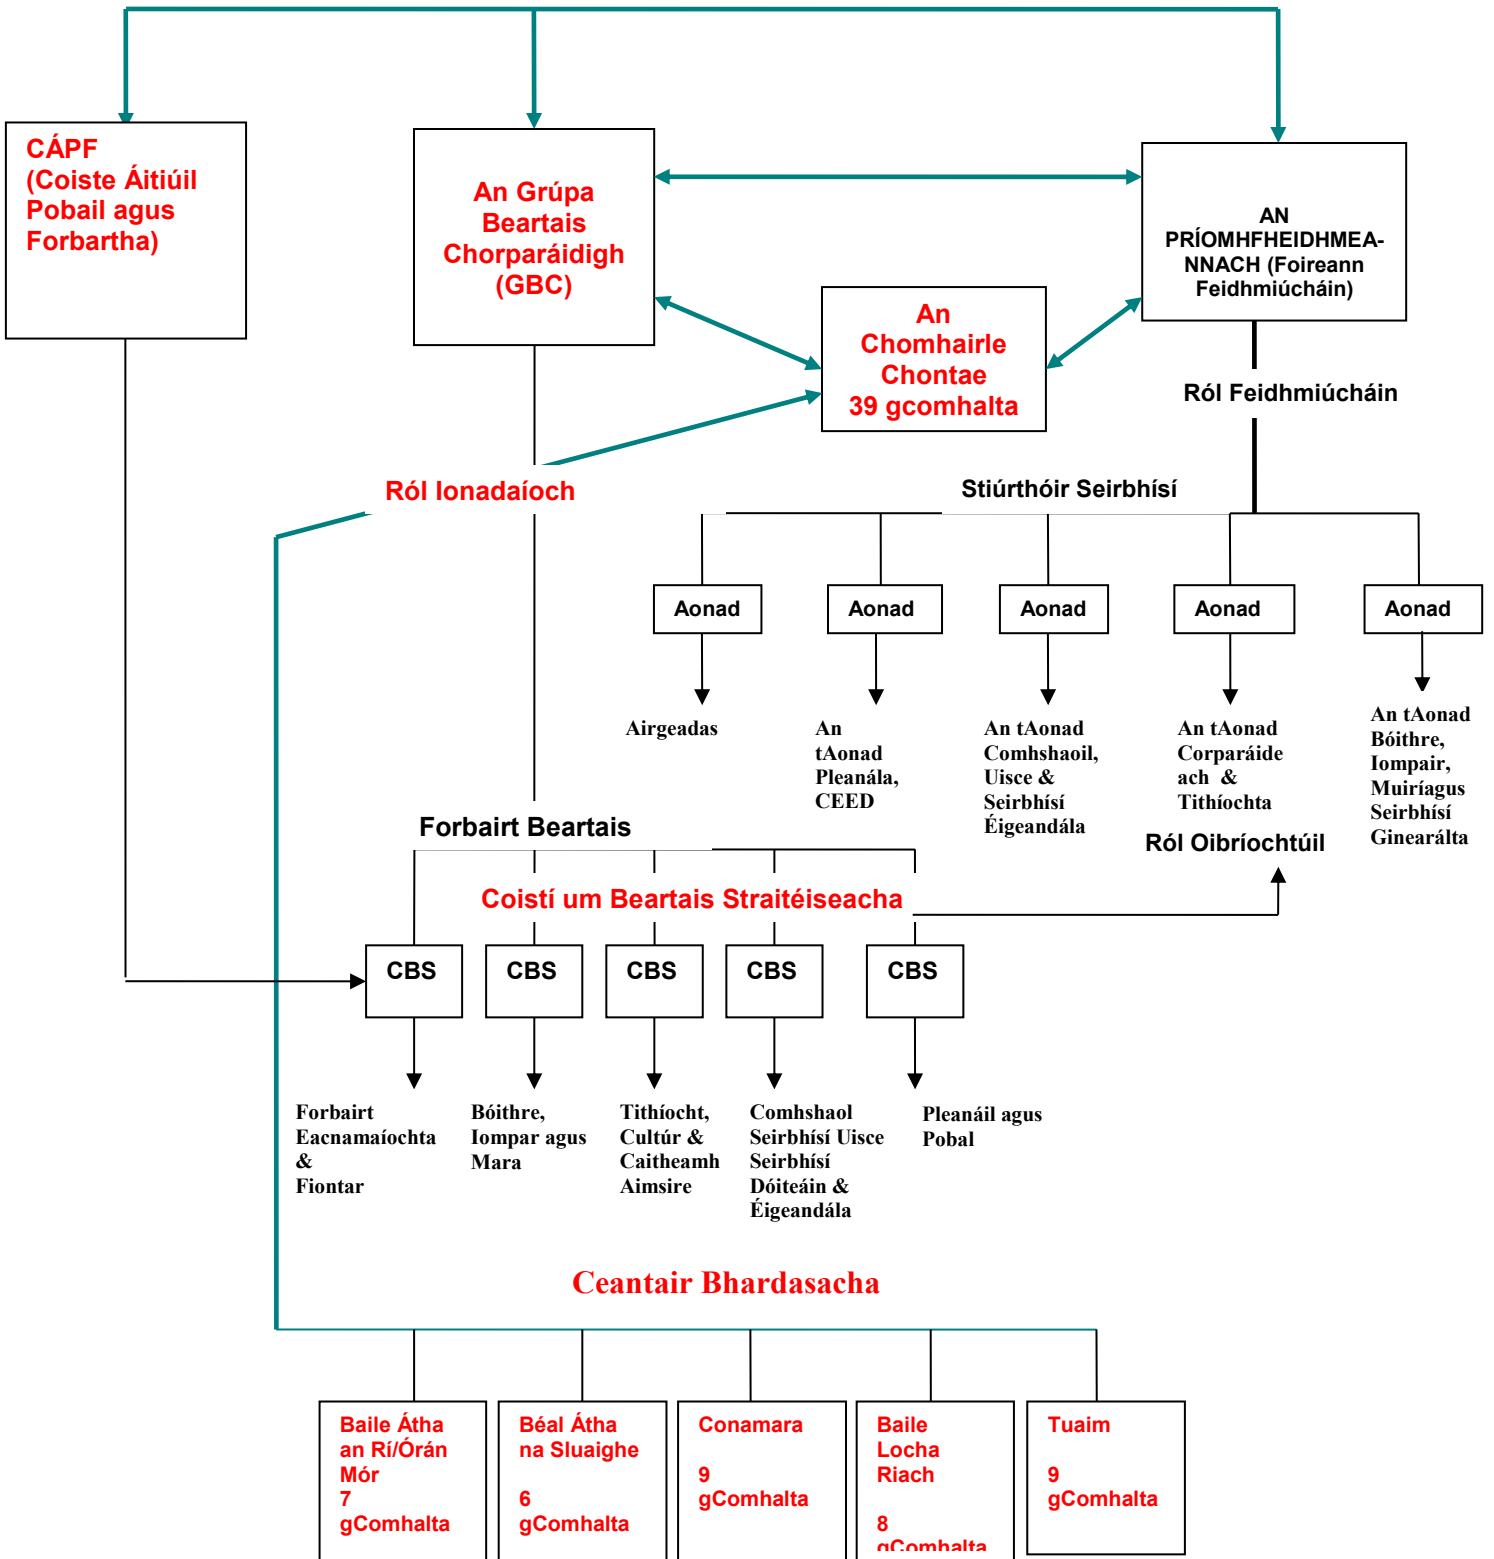 CÁPF
(Coiste Áitiúil
Pobail agus
Forbartha)
An Grúpa
Beartais
Chorparáidigh
(GBC)
AN
PRÍOMHFHEIDHMEA-
NNACH (Foireann
Feidhmiúcháin)
An
Chomhairle
Chontae
39 gcomhalta
Ról Feidhmiúcháin
Ról Ionadaíoch
Stiúrthóir Seirbhísí
Aonad
Aonad
Aonad
Aonad
Aonad
Airgeadas
An
tAonad
Pleanála,
CEED
An tAonad
Comhshaoil,
Uisce &
Seirbhísí
Éigeandála
An tAonad
Corparáide
ach &
Tithíochta
An tAonad
Bóithre,
Iompair,
Muiríagus
Seirbhísí
Ginearálta
Forbairt Beartais
Ról Oibríochtúil
Coistí um Beartais Straitéiseacha
CBS
CBS
CBS
CBS
CBS
Forbairt
Eacnamaíochta
&
Fiontar
Bóithre,
Iompar agus
Mara
Tithíocht,
Cultúr &
Caitheamh
Aimsire
Comhshaol
Seirbhísí Uisce
Seirbhísí
Dóiteáin &
Éigeandála
Pleanáil agus
Pobal
Ceantair Bhardasacha
Baile Átha
an Rí/Órán
Mór
7
gComhalta
Béal Átha
na Sluaighe
6
gComhalta
Conamara
9
gComhalta
Baile
Locha
Riach
8
gComhalta
Tuaim
9
gComhalta